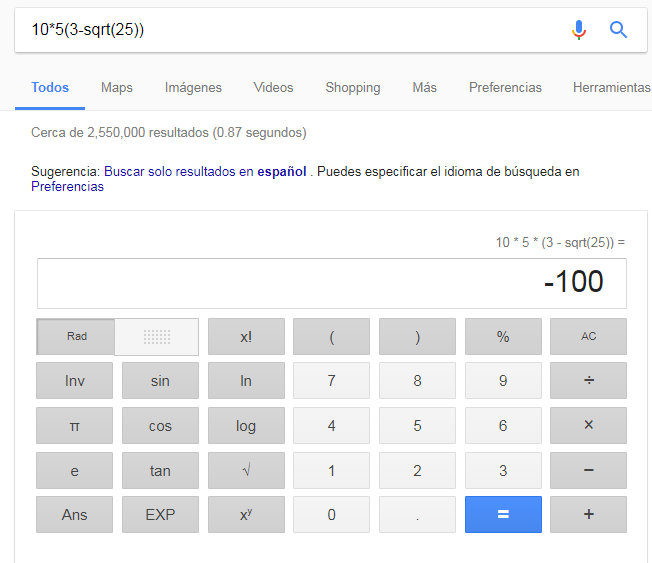 10*5(3-sqrt(25))
Todos Maps Imágenes Videos Shopping Más Preferencias Herramientas
Cerca de 2,550,000 resultados (0.87 segundos)
Sugerencia: Buscar solo resultados en español . Puedes especificar el idioma de búsqueda en
Preferencias
10 * 5 * (3 - sqrt(25)) =
-100
Rad x! ( ) % AC
Inv sin ln 7 8 9 ÷
π cos log 4 5 6 ×
e tan √ 1 2 3 −
Ans EXP xʸ 0 . = +